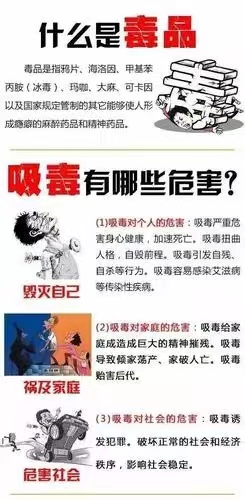 什么是毒品
毒品是指鸦片、海洛因、甲基苯
丙胺（冰毒）、玛咖、大麻、可卡因
以及国家规定管制的其它能够使人形
成瘾癖的麻醉药品和精神药品。
毒
吸毒有哪些危害?
(1)吸毒对个人的危害：吸毒严重危
害身心健康，加速死亡。吸毒扭曲
人格，自毁前程。吸毒引发自残、
自杀等行为。吸毒容易感染艾滋病
等传染性疾病。
毁灭自己
(2)吸毒对家庭的危害：吸毒给家
庭成造成巨大的精神摧残。吸毒
导致倾家荡产、家破人亡。吸毒
贻害后代。
祸及家庭
(3)吸毒对社会的危害：吸毒诱
发犯罪。破坏正常的社会和经济
秩序，影响社会稳定。
危害社会